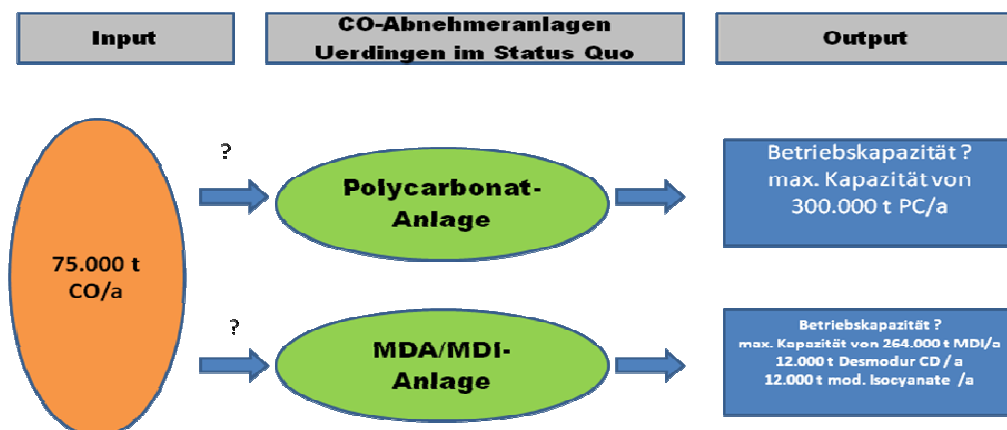 Input
CO-Abnehmeranlagen
Uerdingen im Status Quo
Output
75.000 t
CO/a
?
Polycarbonat-
Anlage
Betriebskapazität ?
max. Kapazität von
300.000 t PC/a
?
MDA/MDI-
Anlage
Betriebskapazität ?
max. Kapazität von 264.000 t MDI/a
12.000 t Desmodur CD / a
12.000 t mod. Isocyanate /a